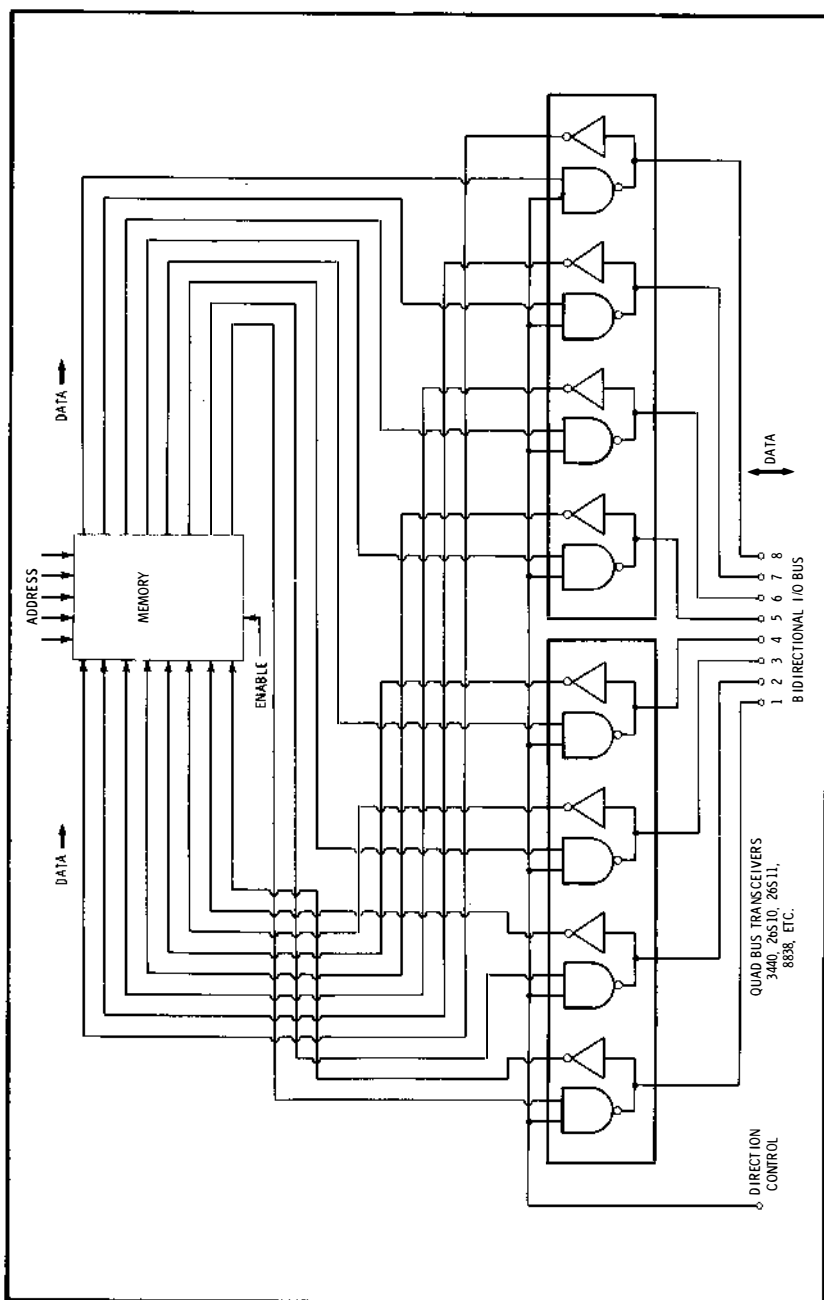 ADDRESS
DATA
DATA
MEMORY
ENABLE
DATA
1 2 3 4 5 6 7 8
BIDIRECTIONAL I/O BUS
QUAD BUS TRANSCEIVERS
3440, 26S10, 26S11,
8838, ETC.
DIRECTION
CONTROL